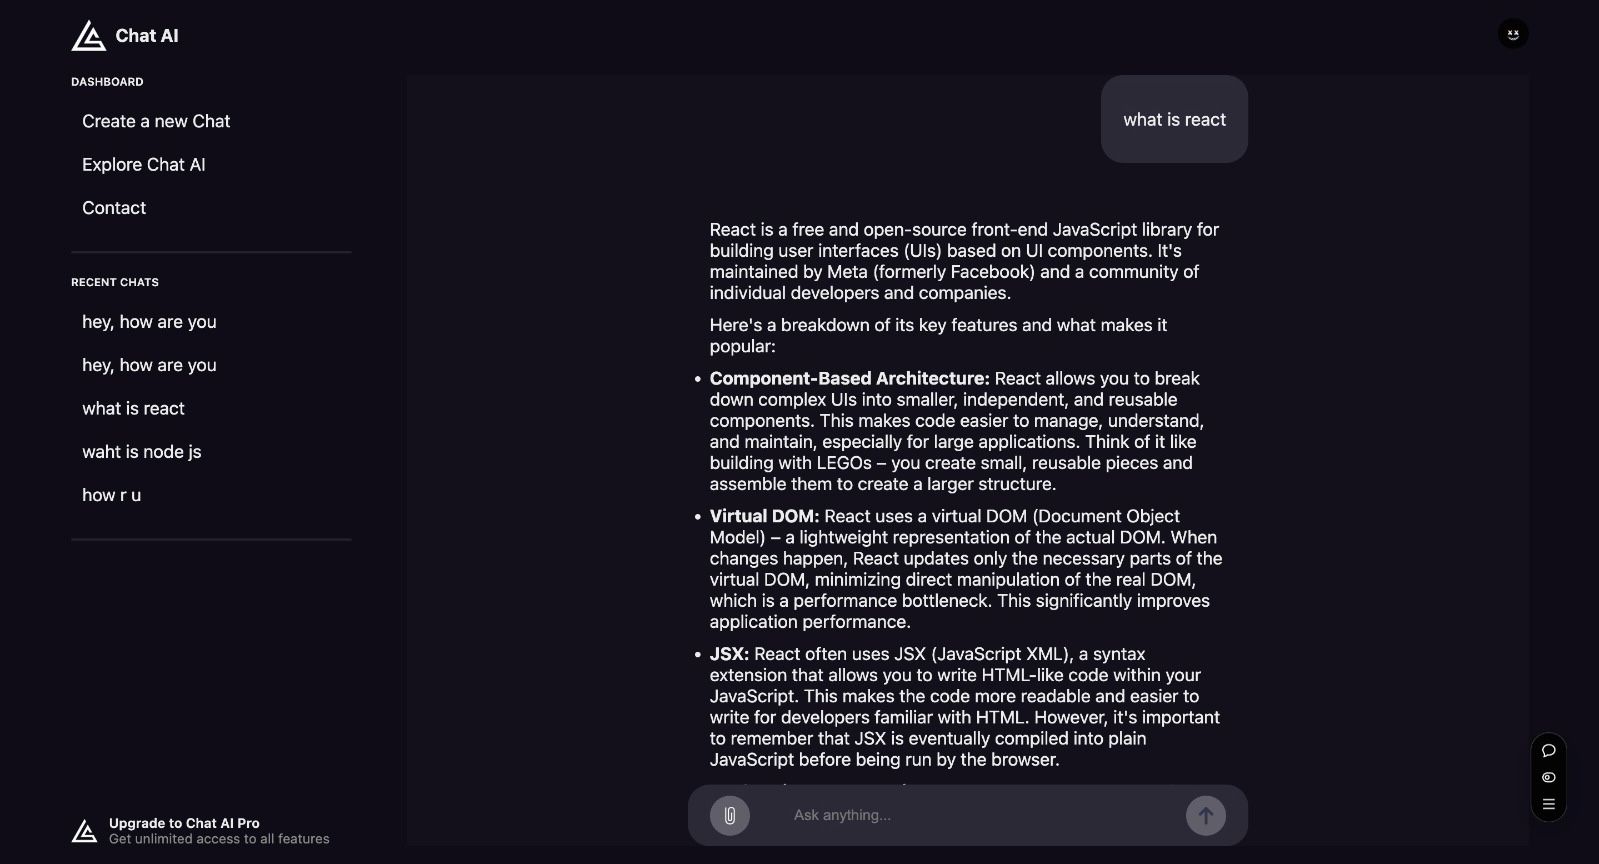 Chat AI
DASHBOARD
Create a new Chat
Explore Chat AI
Contact
RECENT CHATS
hey, how are you
hey, how are you
what is react
waht is node js
how r u
Upgrade to Chat AI Pro
Get unlimited access to all features
what is react
React is a free and open-source front-end JavaScript library for
building user interfaces (UIs) based on UI components. It's
maintained by Meta (formerly Facebook) and a community of
individual developers and companies.
Here's a breakdown of its key features and what makes it
popular:
• Component-Based Architecture: React allows you to break
down complex UIs into smaller, independent, and reusable
components. This makes code easier to manage, understand,
and maintain, especially for large applications. Think of it like
building with LEGOs – you create small, reusable pieces and
assemble them to create a larger structure.
• Virtual DOM: React uses a virtual DOM (Document Object
Model) – a lightweight representation of the actual DOM. When
changes happen, React updates only the necessary parts of the
virtual DOM, minimizing direct manipulation of the real DOM,
which is a performance bottleneck. This significantly improves
application performance.
• JSX: React often uses JSX (JavaScript XML), a syntax
extension that allows you to write HTML-like code within your
JavaScript. This makes the code more readable and easier to
write for developers familiar with HTML. However, it's important
to remember that JSX is eventually compiled into plain
JavaScript before being run by the browser.
Ask anything...